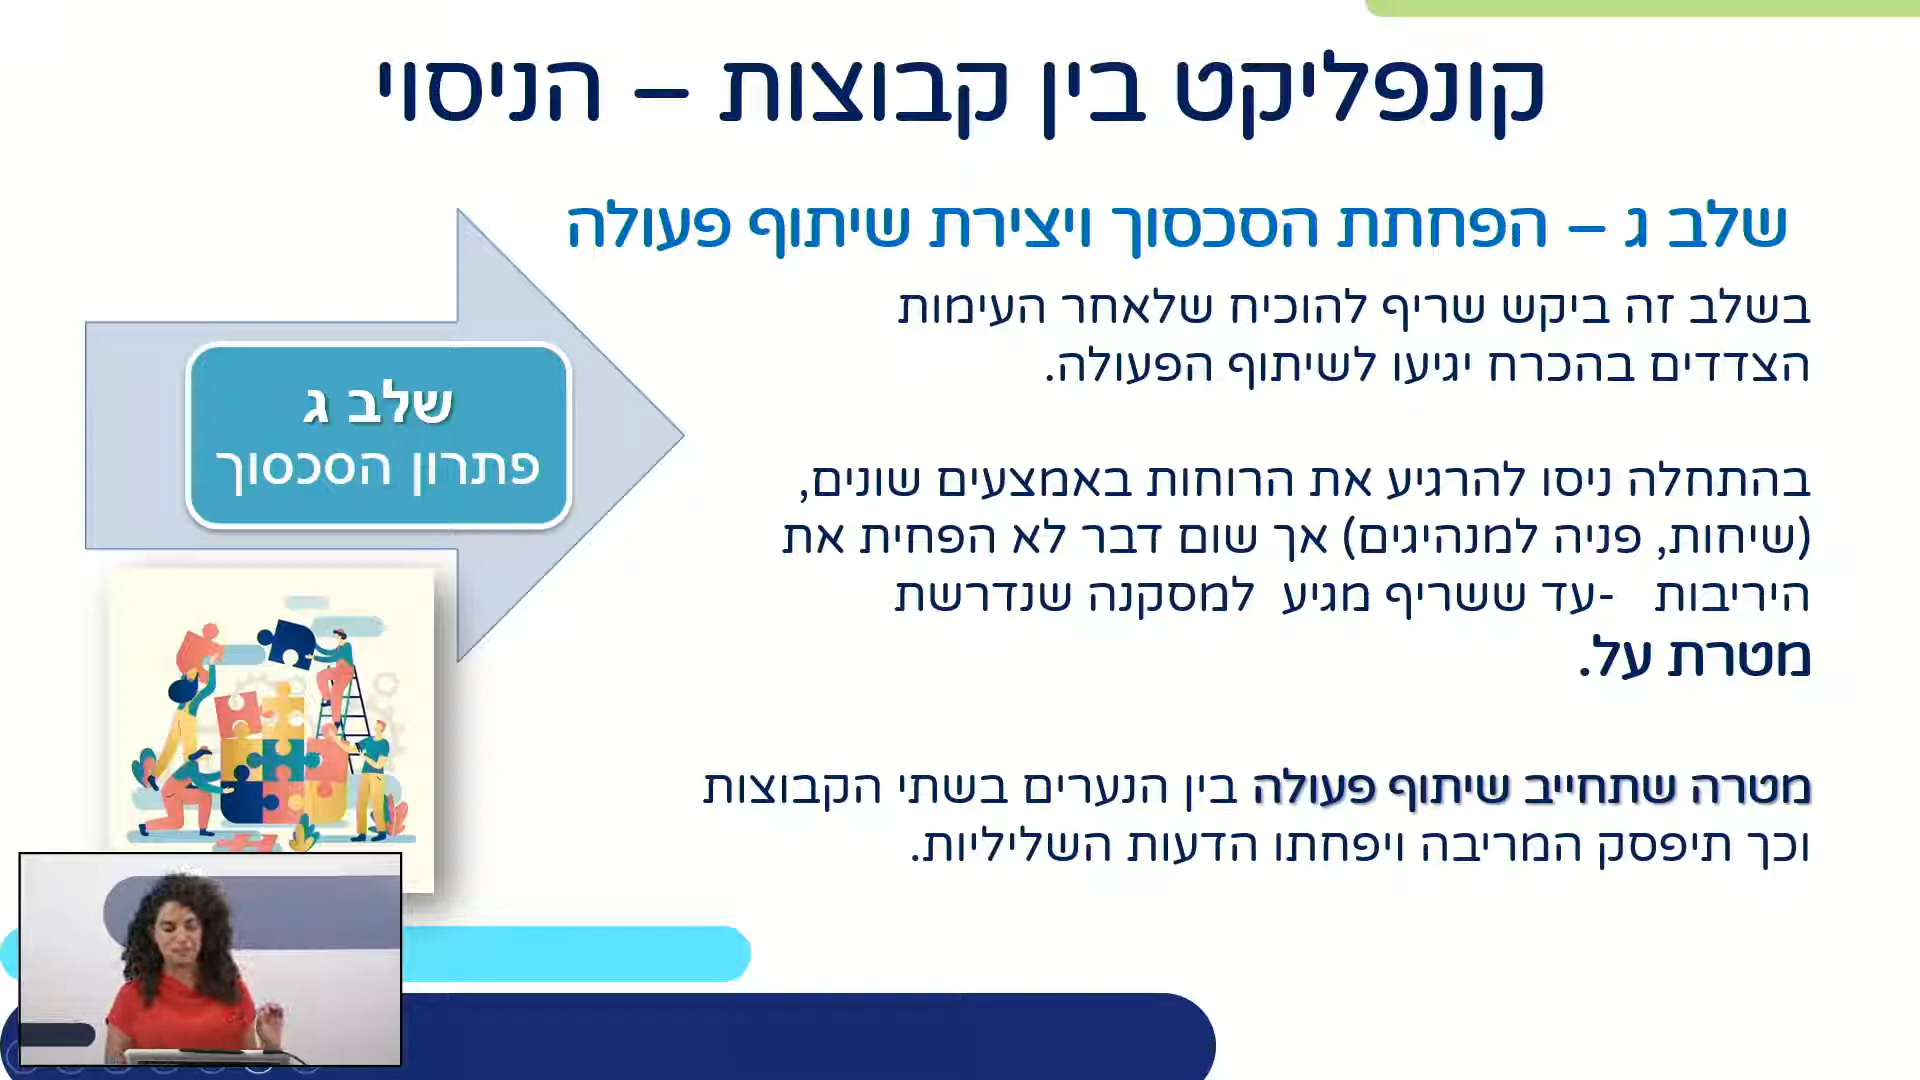 קונפליקט בין קבוצות – הניסוי
שלב ג – הפחתת הסכסוך ויצירת שיתוף פעולה
בשלב זה ביקש שריף להוכיח שלאחר העימות
הצדדים בהכרח יגיעו לשיתוף הפעולה.
בהתחלה ניסו להרגיע את הרוחות באמצעים שונים,
(שיחות, פניה למנהיגים) אך שום דבר לא הפחית את
היריבות -עד ששריף מגיע למסקנה שנדרשת
מטרת על.
מטרה שתחייב שיתוף פעולה בין הנערים בשתי הקבוצות
וכך תיפסק המריבה ויפחתו הדעות השליליות.
שלב ג
פתרון הסכסוך